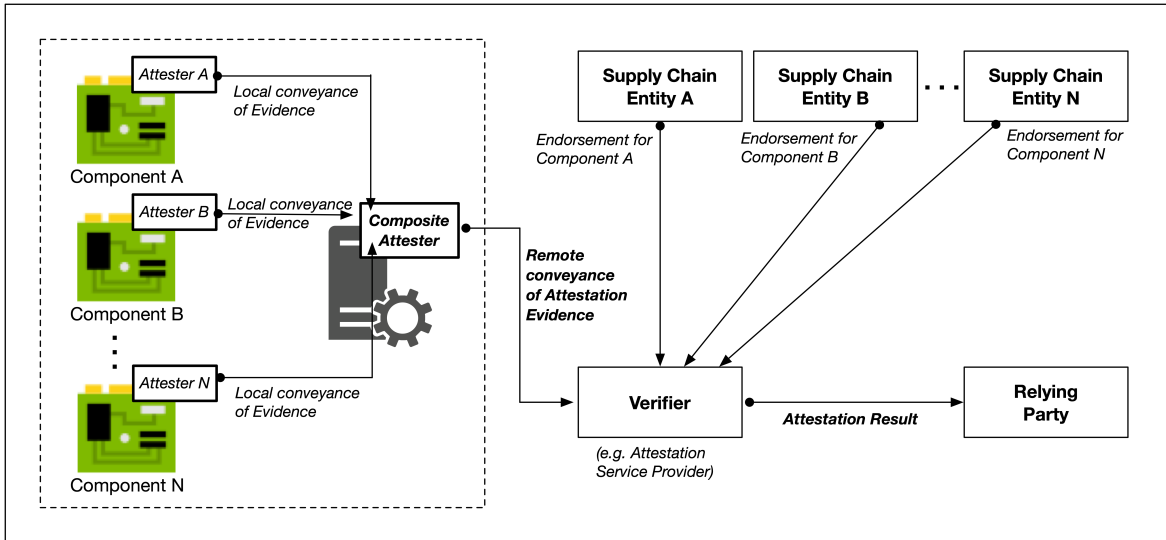 Attester A
Local conveyance
of Evidence
Component A
Attester B
Local conveyance
of Evidence
Component B
Attester N
Local conveyance
of Evidence
Component N
Composite
Attester
Remote
conveyance
of Attestation
Evidence
Supply Chain
Entity A
Endorsement for
Component A
Supply Chain
Entity B
Endorsement for
Component B
Supply Chain
Entity N
Endorsement for
Component N
Verifier
(e.g. Attestation
Service Provider)
Attestation Result
Relying
Party